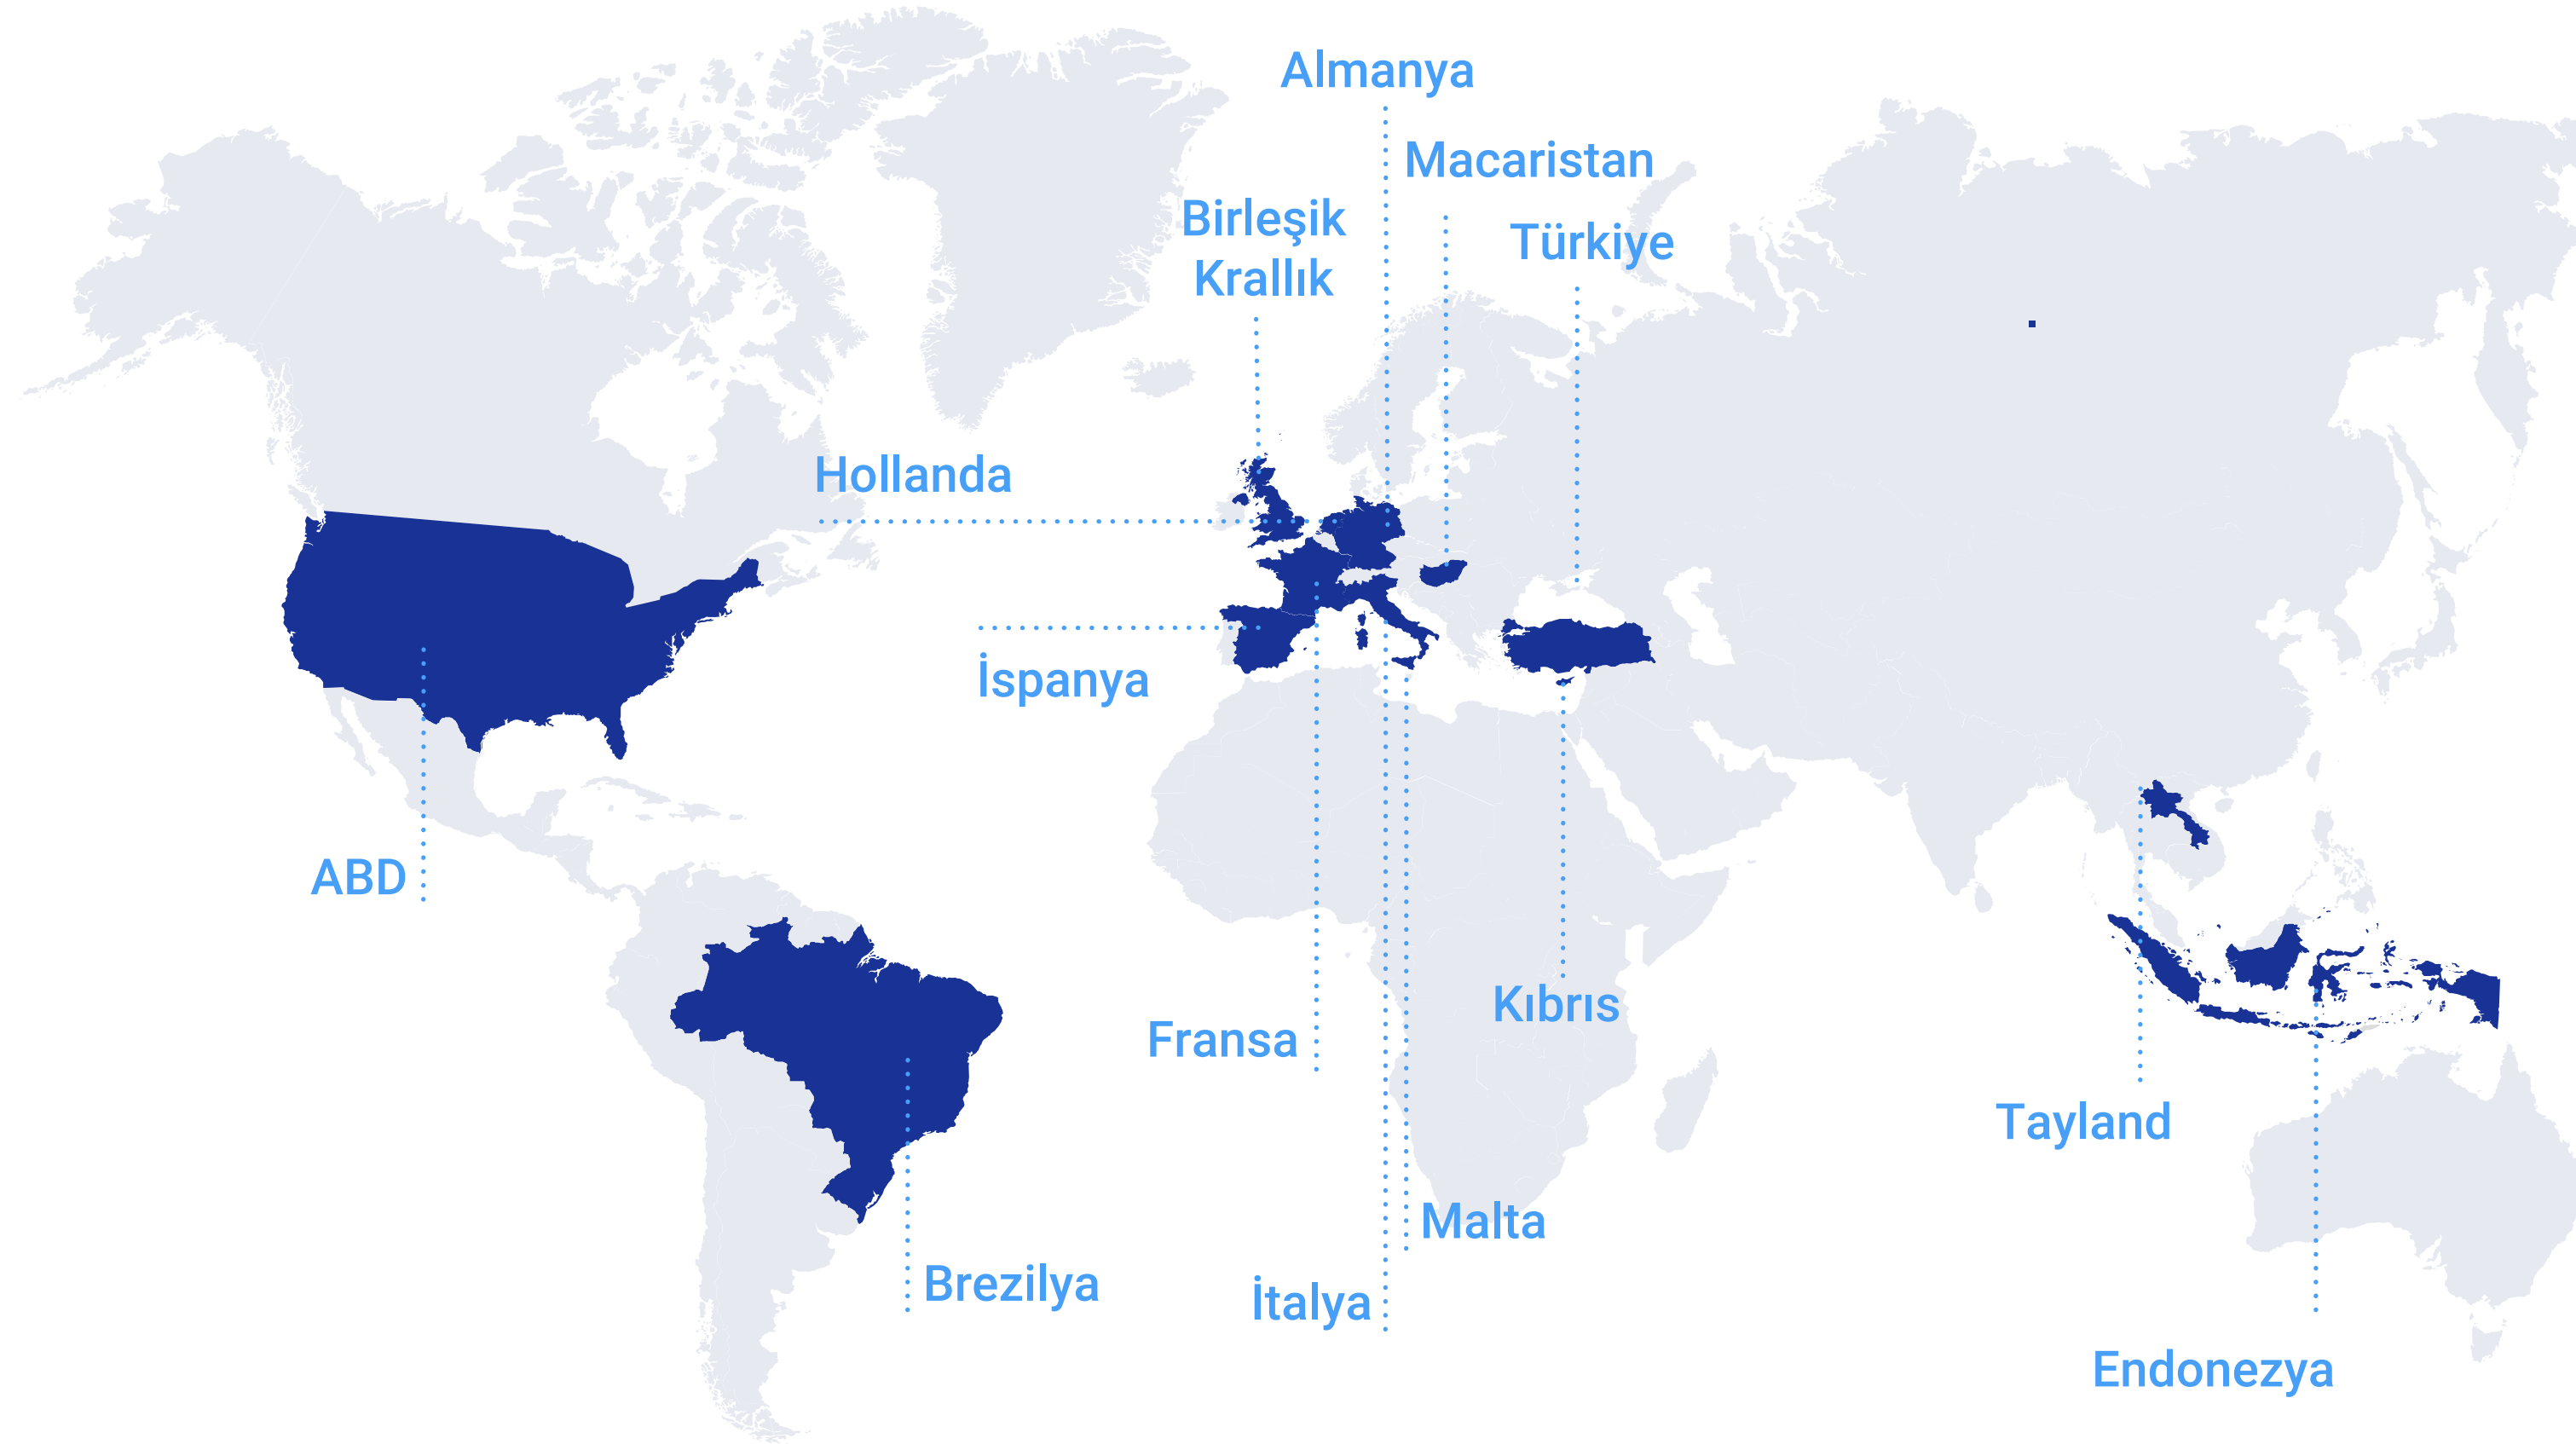 Almanya
Macaristan
Birleşik
Krallık
Türkiye
Hollanda
İspanya
ABD
Kıbrıs
Fransa
Tayland
Malta
Brezilya
İtalya
Endonezya